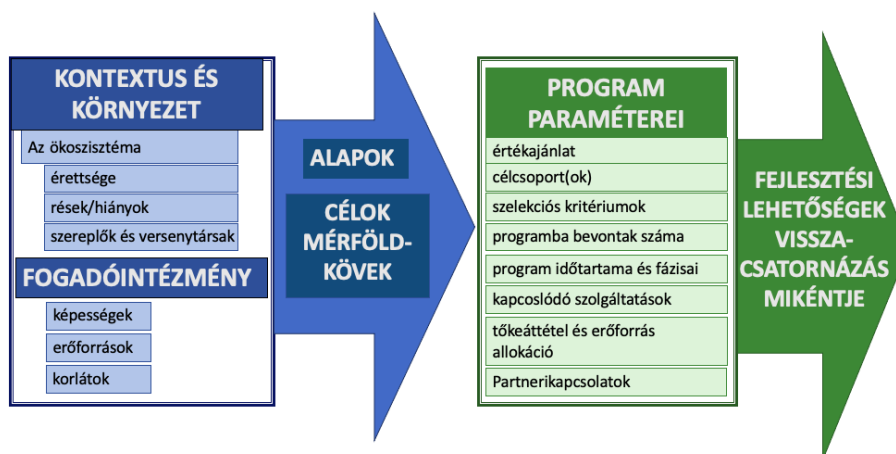 KONTEXTUS ÉS
KÖRNYEZET
Az ökoszisztéma
érettsége
rések/hiányok
szereplők és versenytársak
FOGADÓINTÉZMÉNY
képességek
erőforrások
korlátok
ALAPOK
CÉLOK
MÉRFÖLD-
KÖVEK
PROGRAM
PARAMÉTEREI
értékajánlat
célcsoport(ok)
szelekciós kritériumok
programba bevontak száma
program időtartama és fázisai
kapcoslódó szolgáltatások
tőkeáttétel és erőforrás
allokáció
Partnerikapcsolatok
FEJLESZTÉSI
LEHETŐSÉGEK
VISSZA-
CSATORNÁZÁS
MIKÉNTJE